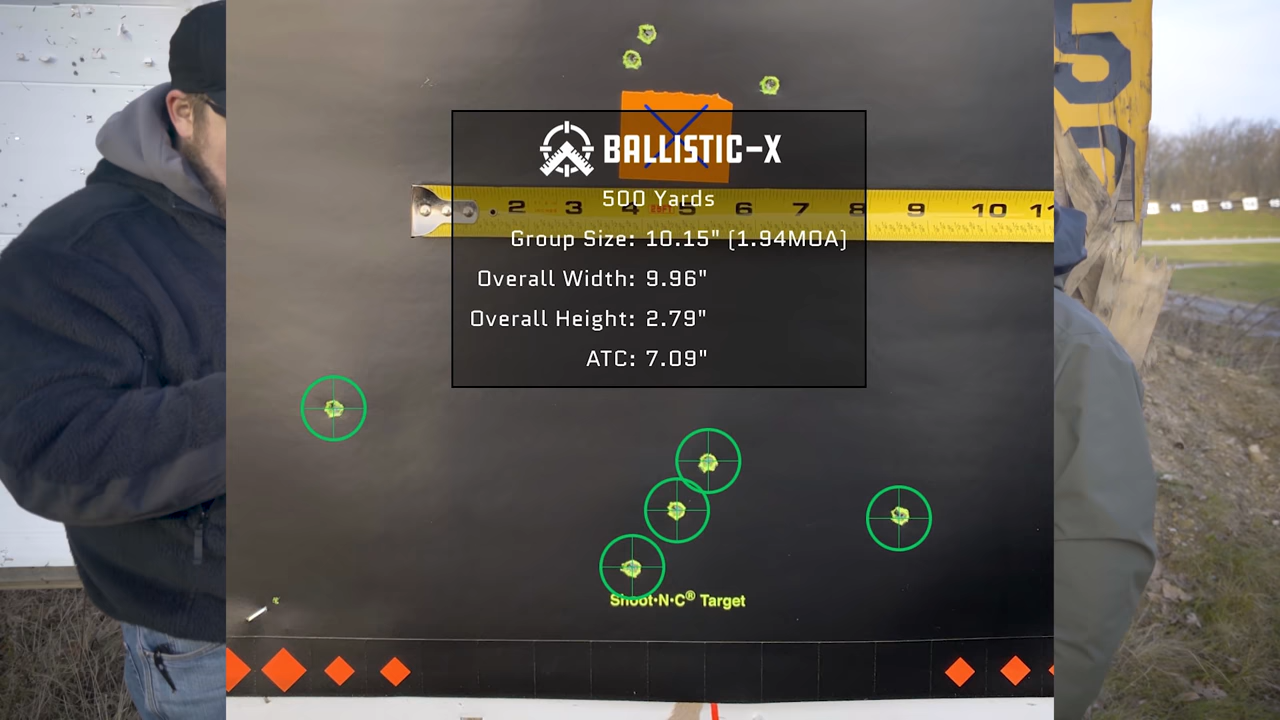 BALLISTIC-X
500 Yards
2 3 4 5 6 7 8 9 10 11
Group Size: 10.15" (1.94MOA)
Overall Width: 9.96"
Overall Height: 2.79"
ATC: 7.09"
Shoot•N•C® Target